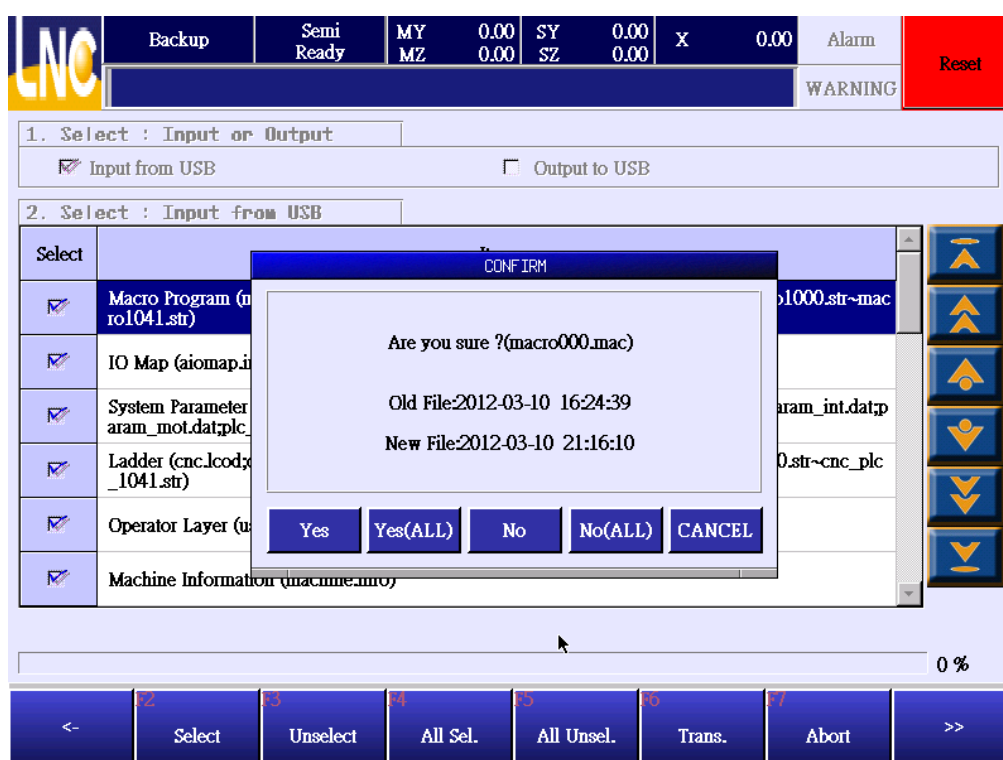 LNC
Backup
Semi
Ready
MY 0.00
MZ 0.00
SY 0.00
SZ 0.00
X 0.00
Alarm
WARNING
Reset
1. Select : Input or Output
Input from USB
Output to USB
2. Select : Input from USB
Select
CONFIRM
Are you sure ?(macro000.mac)
Old File:2012-03-10 16:24:39
New File:2012-03-10 21:16:10
Yes
Yes(ALL)
No
No(ALL)
CANCEL
Macro Program ( o1000.str~mac
ro1041.str)
IO Map (aiomap.i
System Parameter aram_int.dat;p
aram_mot.dat;plc_
Ladder (cnc.lcod; 0.str~cnc_plc
_1041.str)
Operator Layer (u
Machine Information (machine.info)
0 %
<-
F2 Select
F3 Unselect
F4 All Sel.
F5 All Unsel.
F6 Trans.
F7 Abort
>>